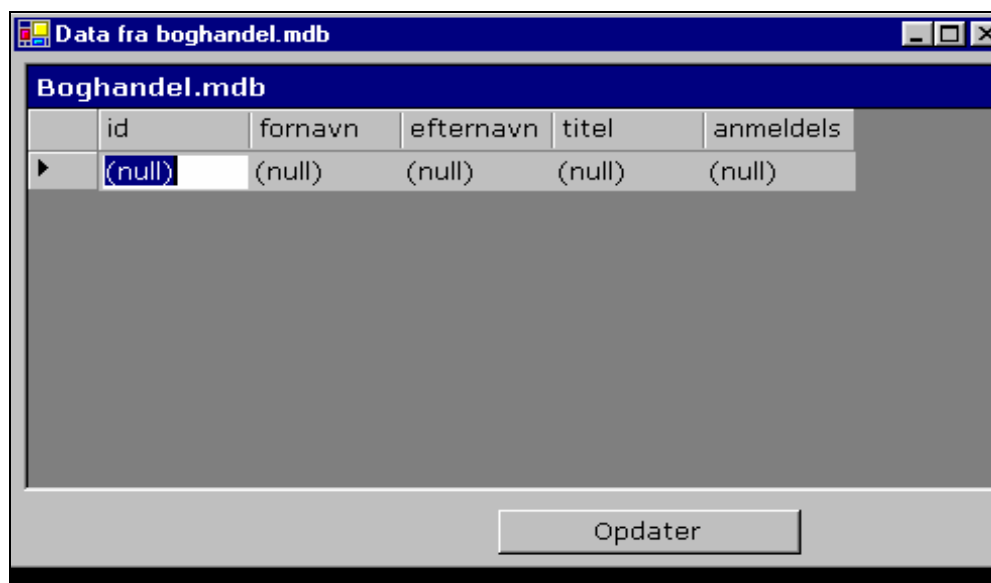 Data fra boghandel.mdb
Boghandel.mdb
id fornavn efternavn titel anmeldels
(null) (null) (null) (null) (null)
Opdater